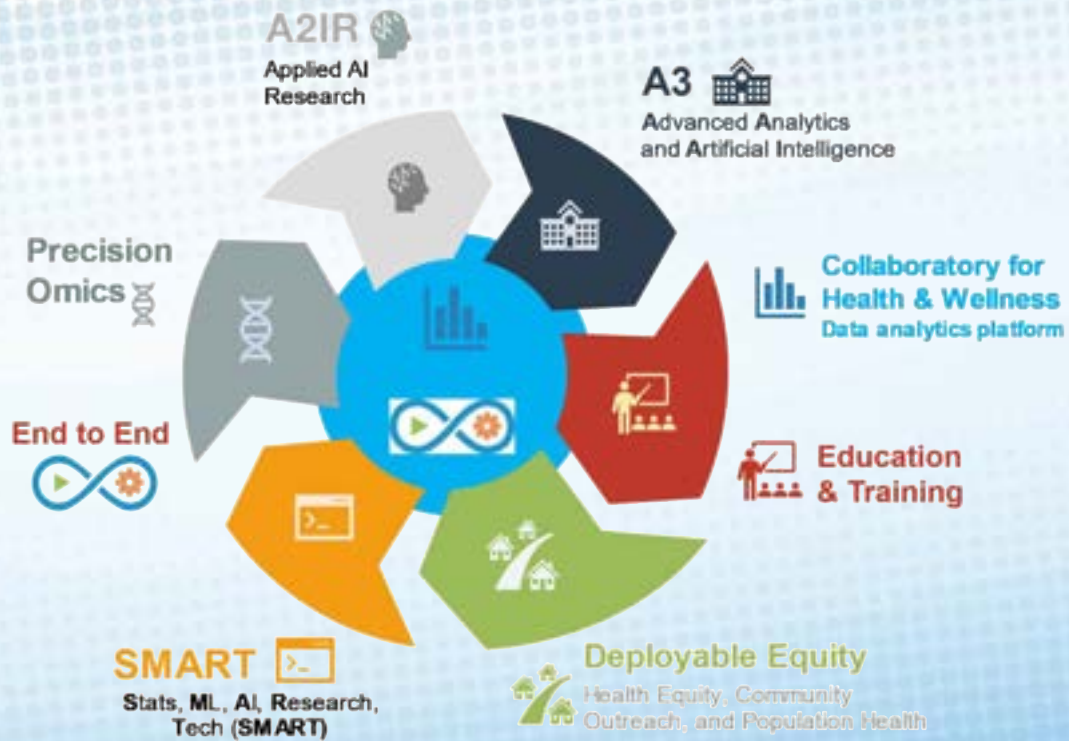 A2IR
Applied AI
Research
A3
Advanced Analytics
and Artificial Intelligence
Precision
Omics
Collaboratory for
Health & Wellness
Data analytics platform
End to End
Education
& Training
>_
SMART >_
Stats, ML, AI, Research,
Tech (SMART)
Deployable Equity
Health Equity, Community
Outreach, and Population Health